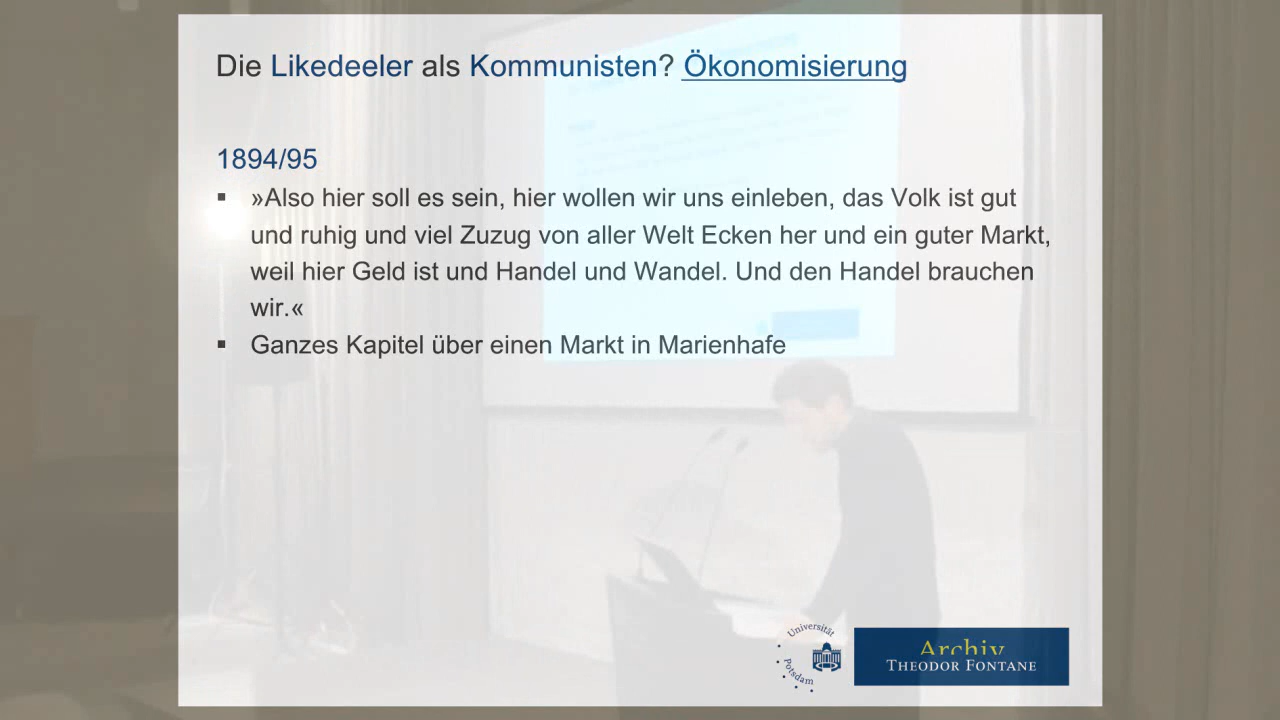 Die Likedeeler als Kommunisten? Ökonomisierung
1894/95
▪ »Also hier soll es sein, hier wollen wir uns einleben, das Volk ist gut
und ruhig und viel Zuzug von aller Welt Ecken her und ein guter Markt,
weil hier Geld ist und Handel und Wandel. Und den Handel brauchen
wir.«
▪ Ganzes Kapitel über einen Markt in Marienhafe
Universität
Potsdam
Archiv
THEODOR FONTANE